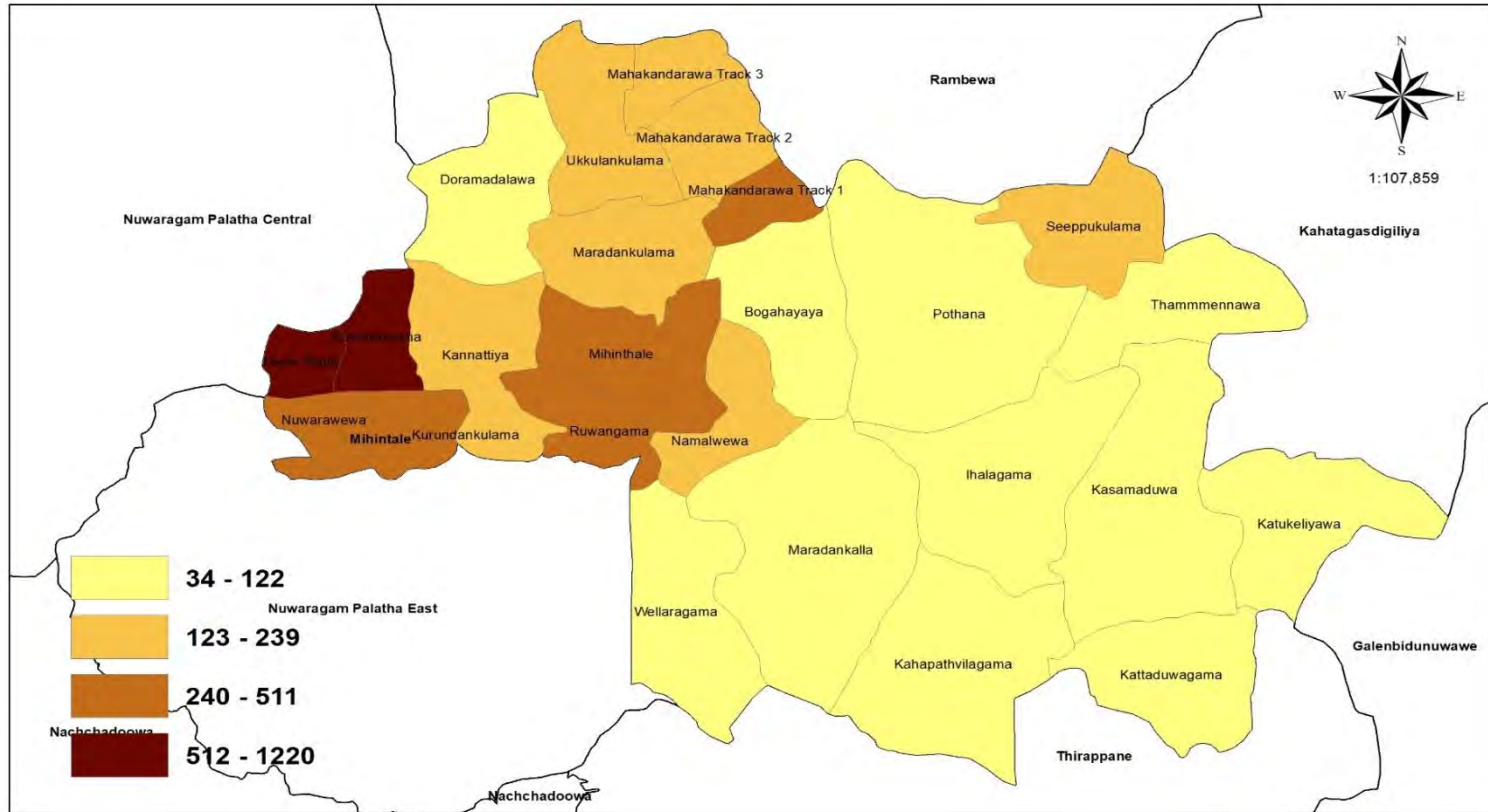 N
Mahakandarawa Track 3
Rambewa
W
E
Mahakandarawa Track 2
S
Ukkulankulama
1:107,859
Doramadalawa
Mahakandarawa Track 1
Nuwaragam Palatha Central
Seeppukulama
Kahatagasdigiliya
Maradankulama
Thammmennawa
Bogahayaya
Pothana
Kannattiya
Mihinthale
Nuwarawewa
Mihintale
Kurundankulama
Ruwangama
Namalwewa
Ihalagama
Kasamaduwa
Katukeliyawa
Maradankalla
34 - 122
Nuwaragam Palatha East
Wellaragama
123 - 239
Galenbidunuwawe
Kahapathvilagama
Kattaduwagama
240 - 511
Nachchadoowa
512 - 1220
Thirappane
Nachchadoowa